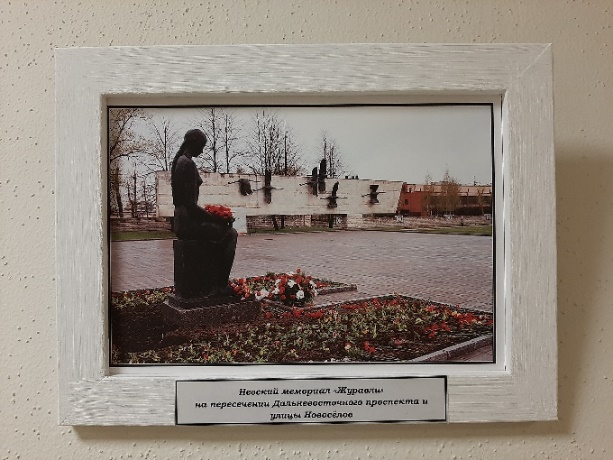 Невский мемориал «Журавли»
на пересечении Дальневосточного проспекта и
улицы Новосёлов